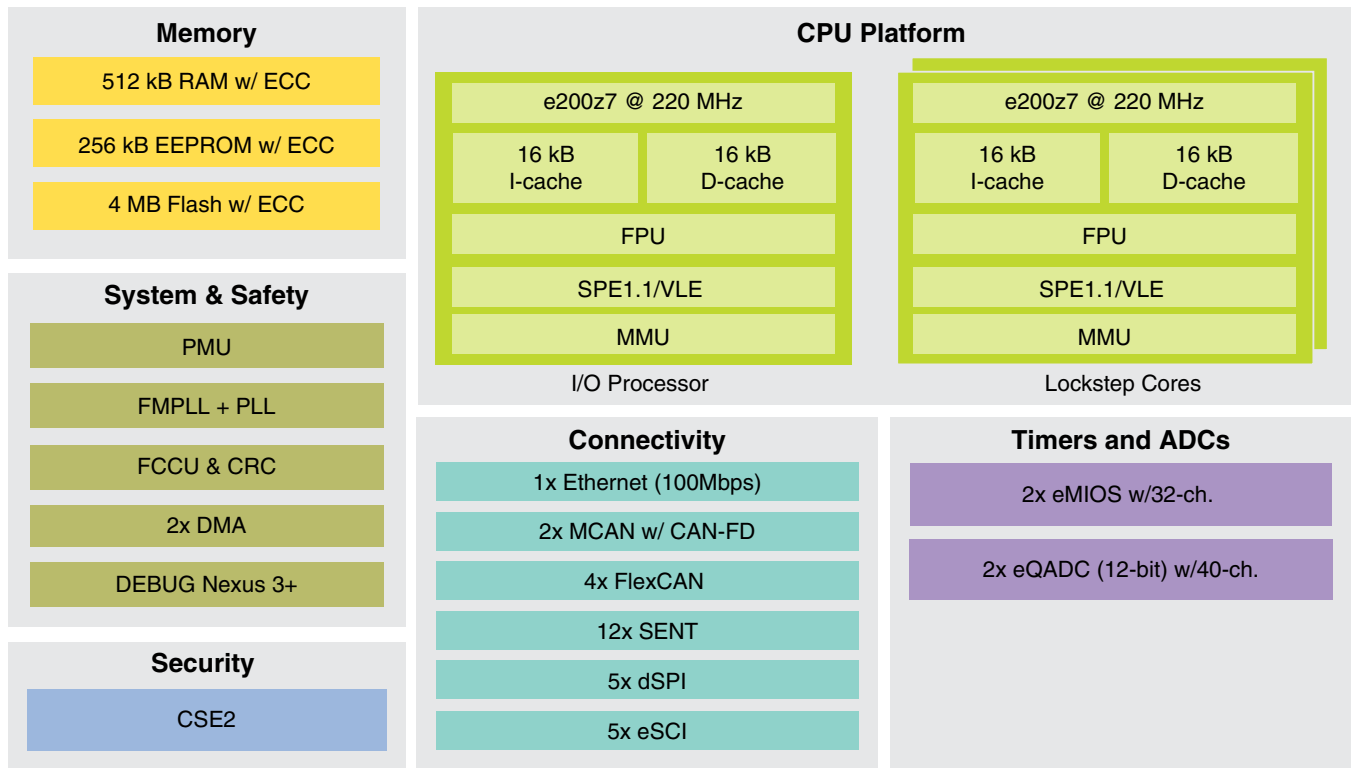 Memory
512 kB RAM w/ ECC
256 kB EEPROM w/ ECC
4 MB Flash w/ ECC
System & Safety
PMU
FMPLL + PLL
FCCU & CRC
2x DMA
DEBUG Nexus 3+
Security
CSE2
CPU Platform
e200z7 @ 220 MHz
16 kB
I-cache
16 kB
D-cache
FPU
SPE1.1/VLE
MMU
I/O Processor
e200z7 @ 220 MHz
16 kB
I-cache
16 kB
D-cache
FPU
SPE1.1/VLE
MMU
Lockstep Cores
Connectivity
1x Ethernet (100Mbps)
2x MCAN w/ CAN-FD
4x FlexCAN
12x SENT
5x dSPI
5x eSCI
Timers and ADCs
2x eMIOS w/32-ch.
2x eQADC (12-bit) w/40-ch.